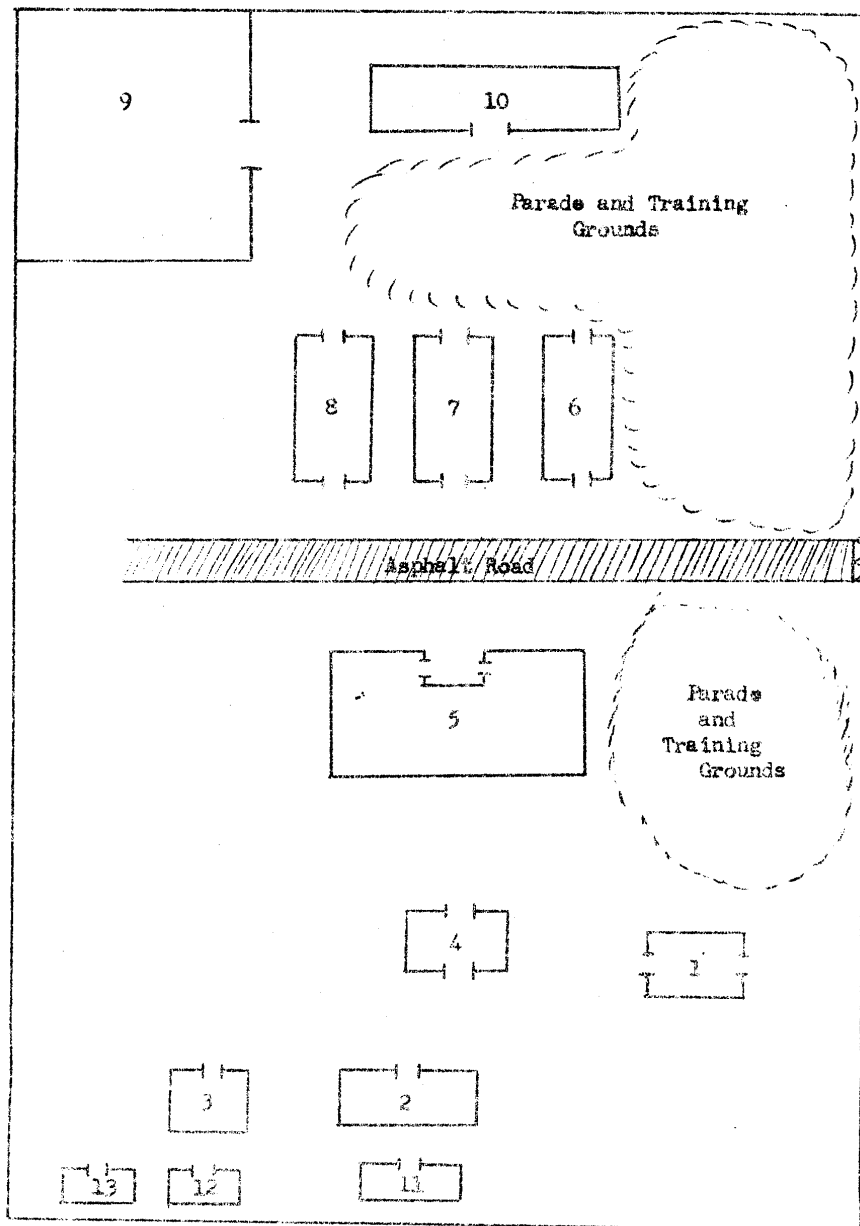 9
10
Parade and Training
Grounds
8
7
6
Asphalt Road
5
Parade
and
Training
Grounds
4
1
3
2
13
12
11